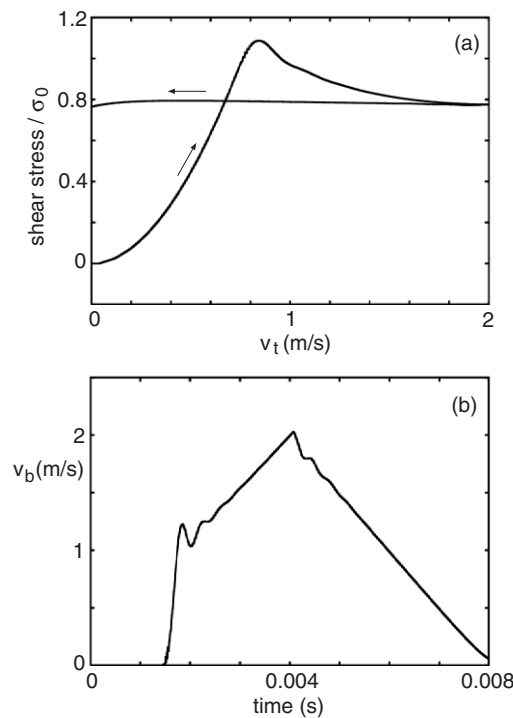 1.2
(a)
0.8
0.4
0
shear stress / σ0
0 1 2
vt (m/s)
(b)
2
vb(m/s)
1
0
0 0.004 0.008
time (s)